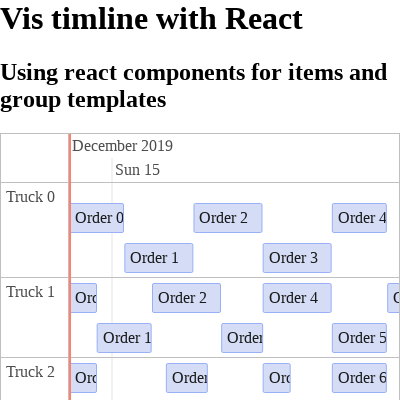 Vis timline with React
Using react components for items and
group templates
December 2019
Sun 15
Truck 0
Order 0
Order 2
Order 4
Order 1
Order 3
Truck 1
Ord
Order 2
Order 4
Order 1
Order
Order 5
Truck 2
Ord
Order
Ord
Order 6